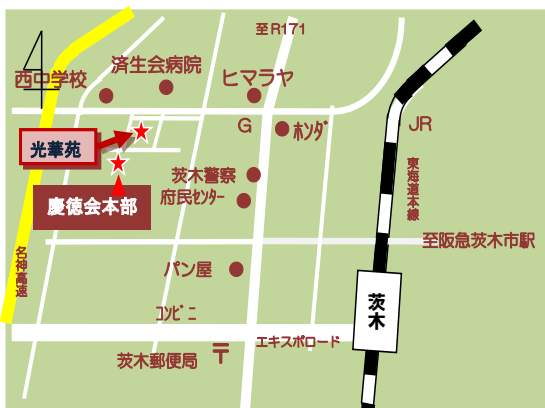 至R171
済生会病院
西中学校
ヒマラヤ
G
ホンダ
JR
光華苑
東海道本線
茨木警察
府民センター
慶徳会本部
至阪急茨木市駅
名神高速
パン屋
茨木
コンビニ
エキスポロード
〒
茨木郵便局